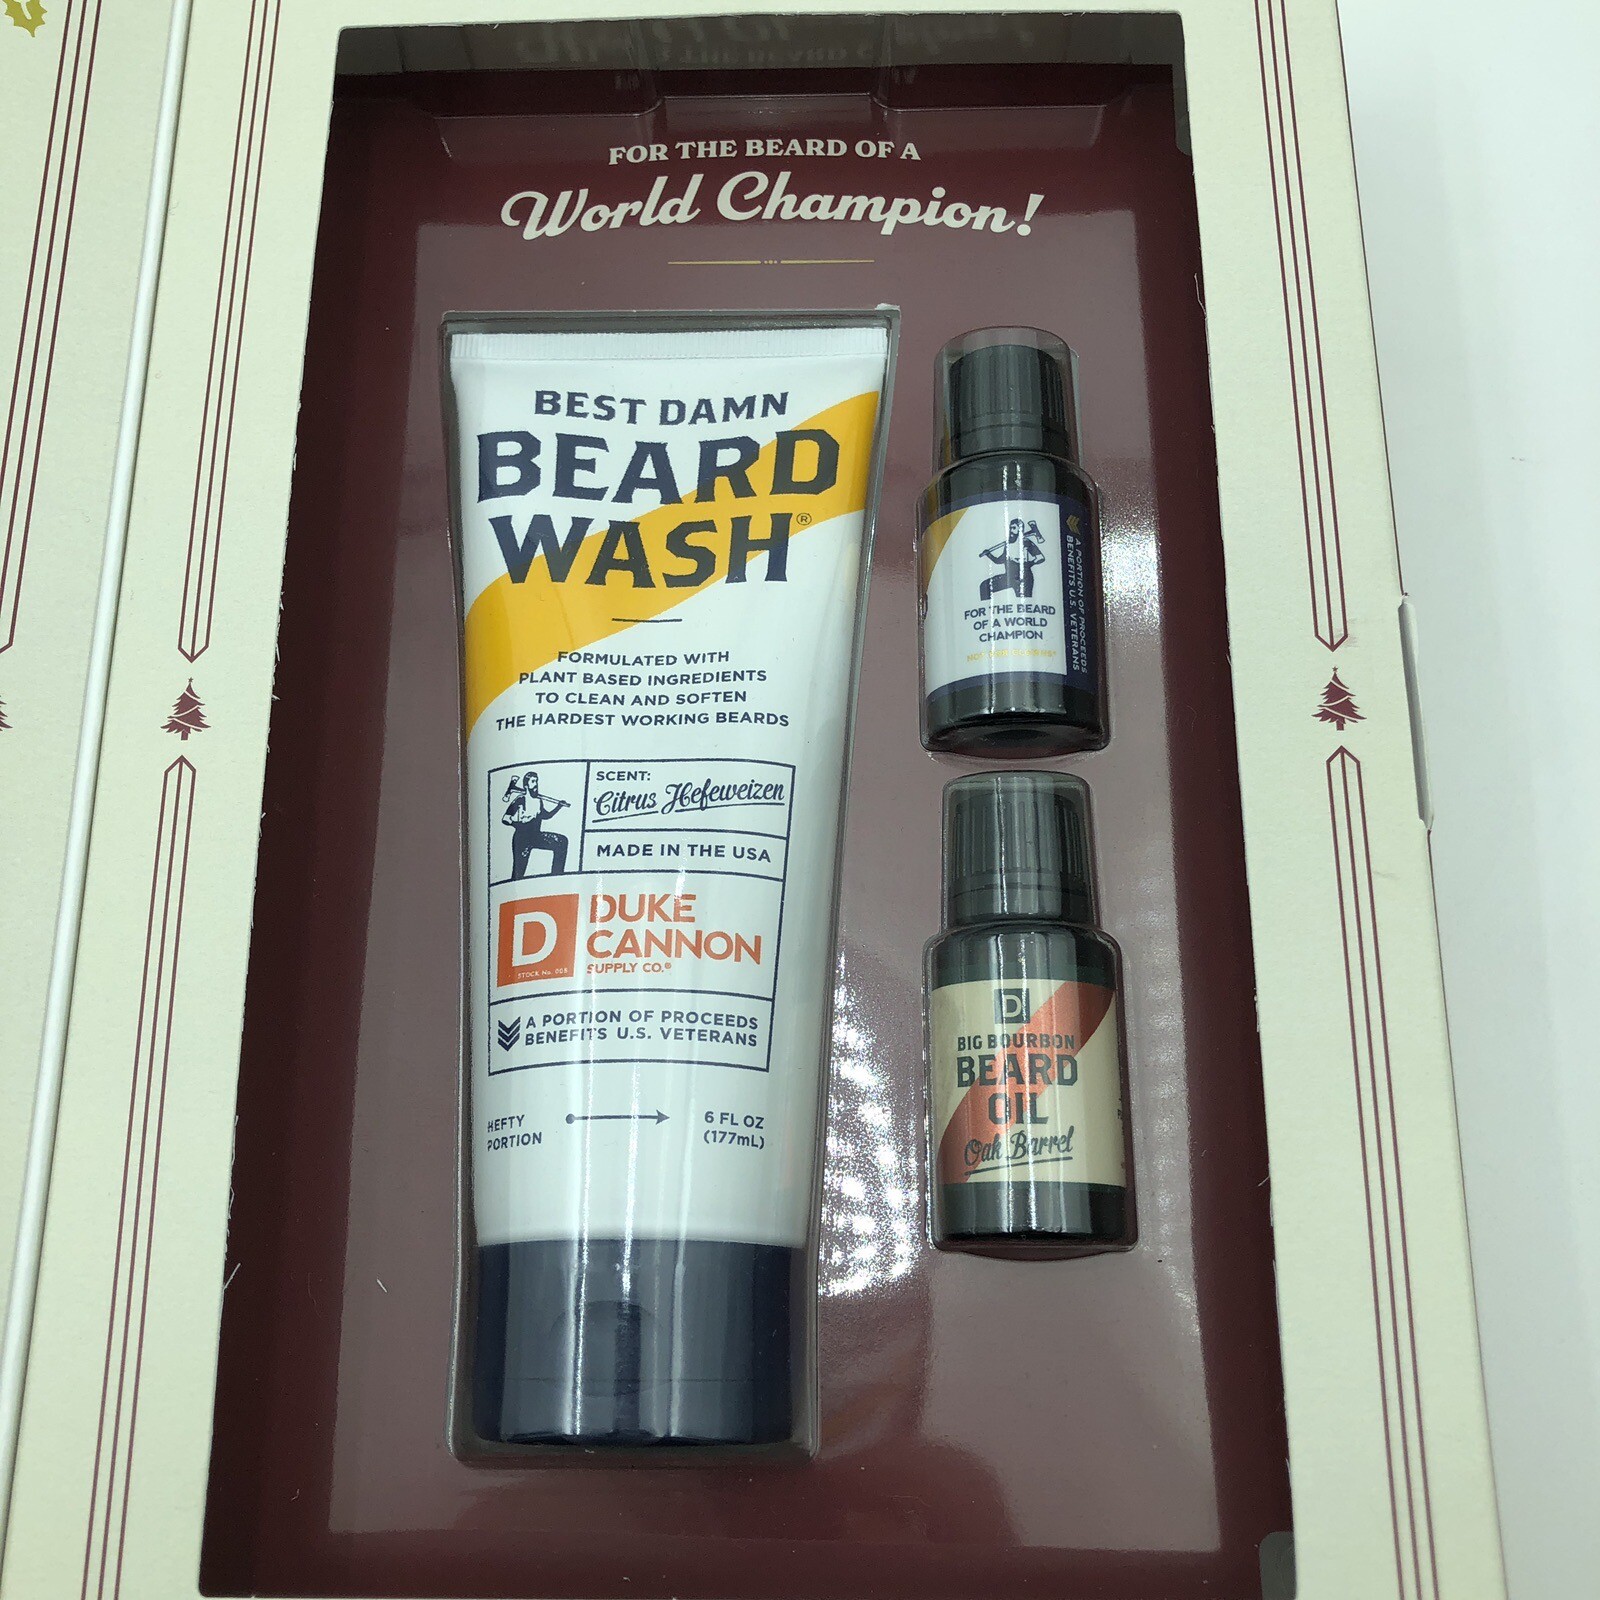 FOR THE BEARD OF A
World Champion!
BEST DAMN
BEARD
WASH®
FORMULATED WITH
PLANT BASED INGREDIENTS
TO CLEAN AND SOFTEN
THE HARDEST WORKING BEARDS
SCENT:
Citrus Hefeweizen
MADE IN THE USA
D
STOCK No. 008
DUKE
CANNON
SUPPLY CO.®
A PORTION OF PROCEEDS
BENEFITS U.S. VETERANS
HEFTY
PORTION
6 FL OZ
(177mL)
FOR THE BEARD
OF A WORLD
CHAMPION
A PORTION OF PROCEEDS
BENEFITS U.S. VETERANS
D
BIG BOURBON
BEARD
OIL
Oak Barrel